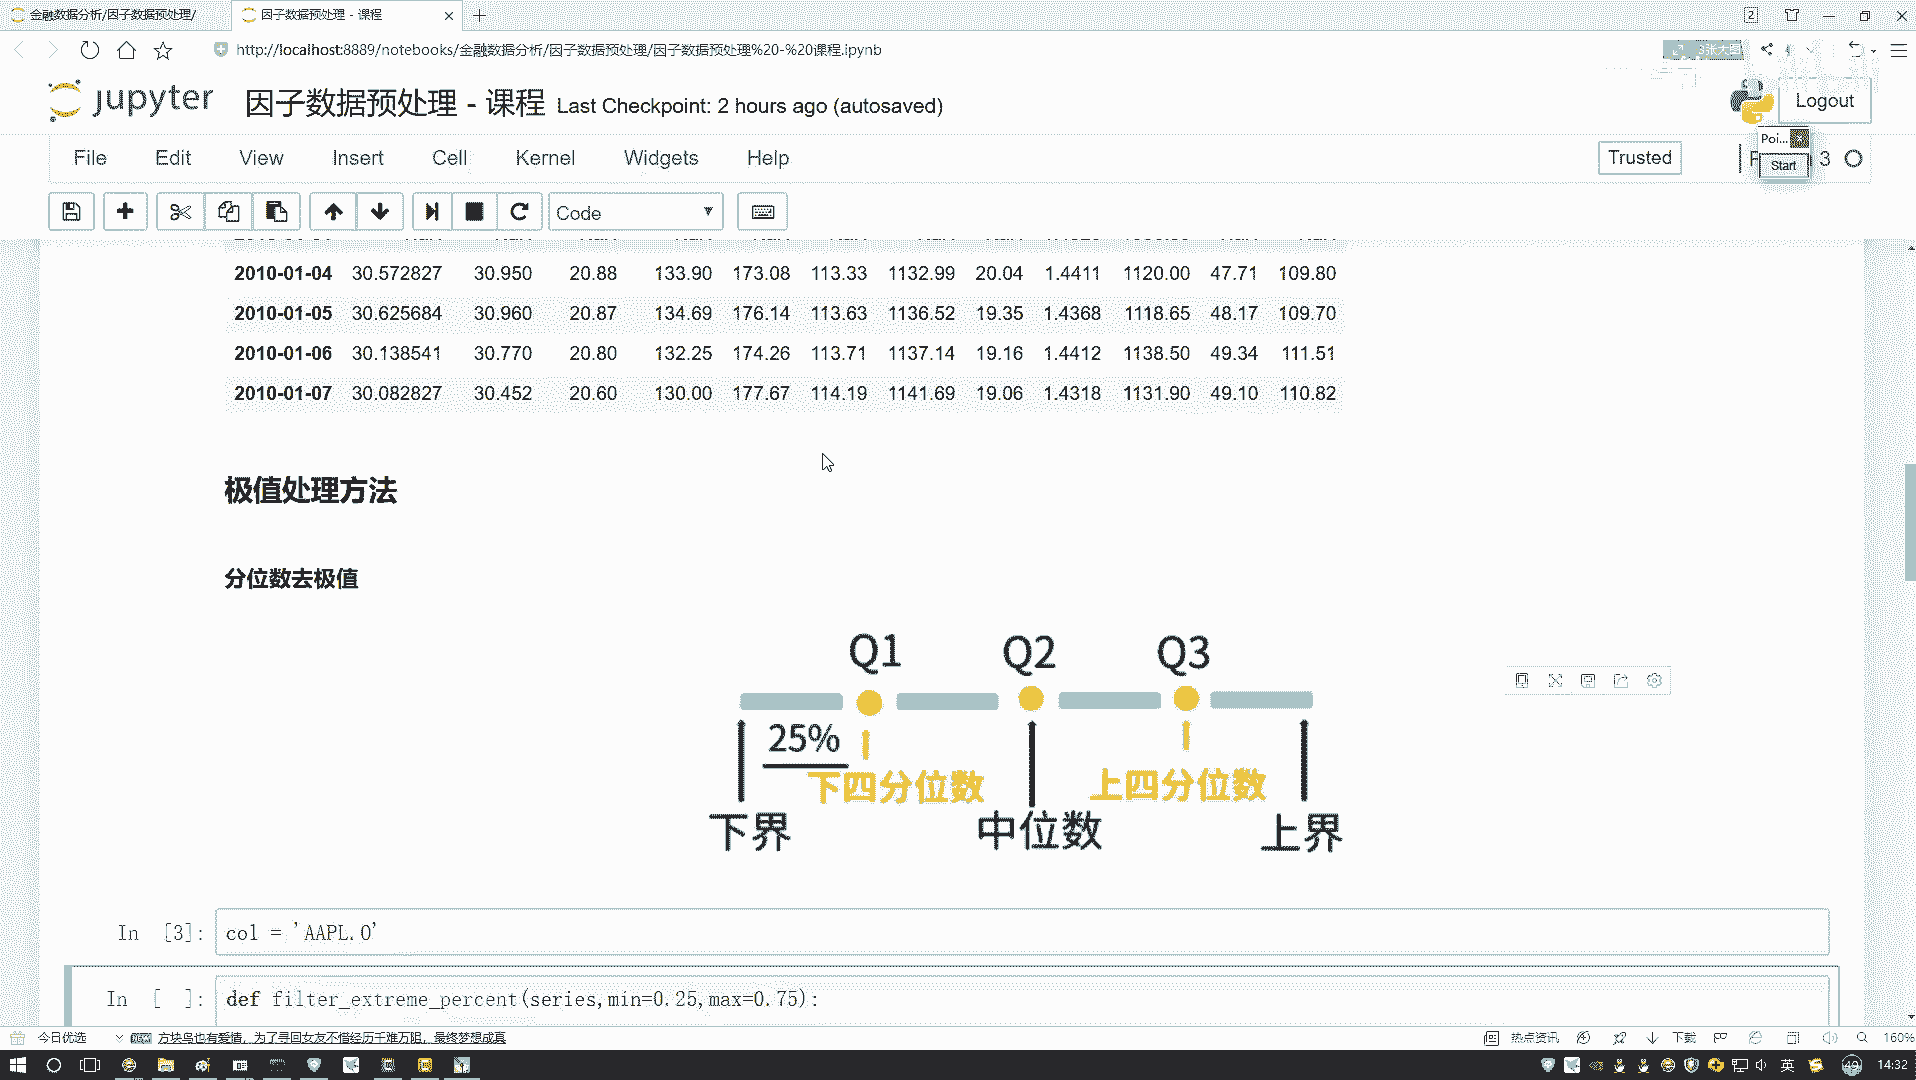 金融数据分析/因子数据预处理/
因子数据预处理 - 课程
2
http://localhost:8889/notebooks/金融数据分析/因子数据预处理/因子数据预处理%20-%20课程.ipynb
3张大图
jupyter 因子数据预处理 - 课程 Last Checkpoint: 2 hours ago (autosaved)
Logout
File Edit View Insert Cell Kernel Widgets Help
Trusted
3
Poi...
Start
Code
2010-01-04 30.572827 30.950 20.88 133.90 173.08 113.33 1132.99 20.04 1.4411 1120.00 47.71 109.80
2010-01-05 30.625684 30.960 20.87 134.69 176.14 113.63 1136.52 19.35 1.4368 1118.65 48.17 109.70
2010-01-06 30.138541 30.770 20.80 132.25 174.26 113.71 1137.14 19.16 1.4412 1138.50 49.34 111.51
2010-01-07 30.082827 30.452 20.60 130.00 177.67 114.19 1141.69 19.06 1.4318 1131.90 49.10 110.82
极值处理方法
分位数去极值
Q1 Q2 Q3
25%
下四分位数 上四分位数
下界 中位数 上界
In [3]: col = 'AAPL.O'
In [ ]: def filter_extreme_percent(series,min=0.25,max=0.75):
今日优选
NEW 方块鸟也有爱情，为了寻回女友不惜经历千难万阻，最终梦想成真
热点资讯
下载
160%
英
49
14:32